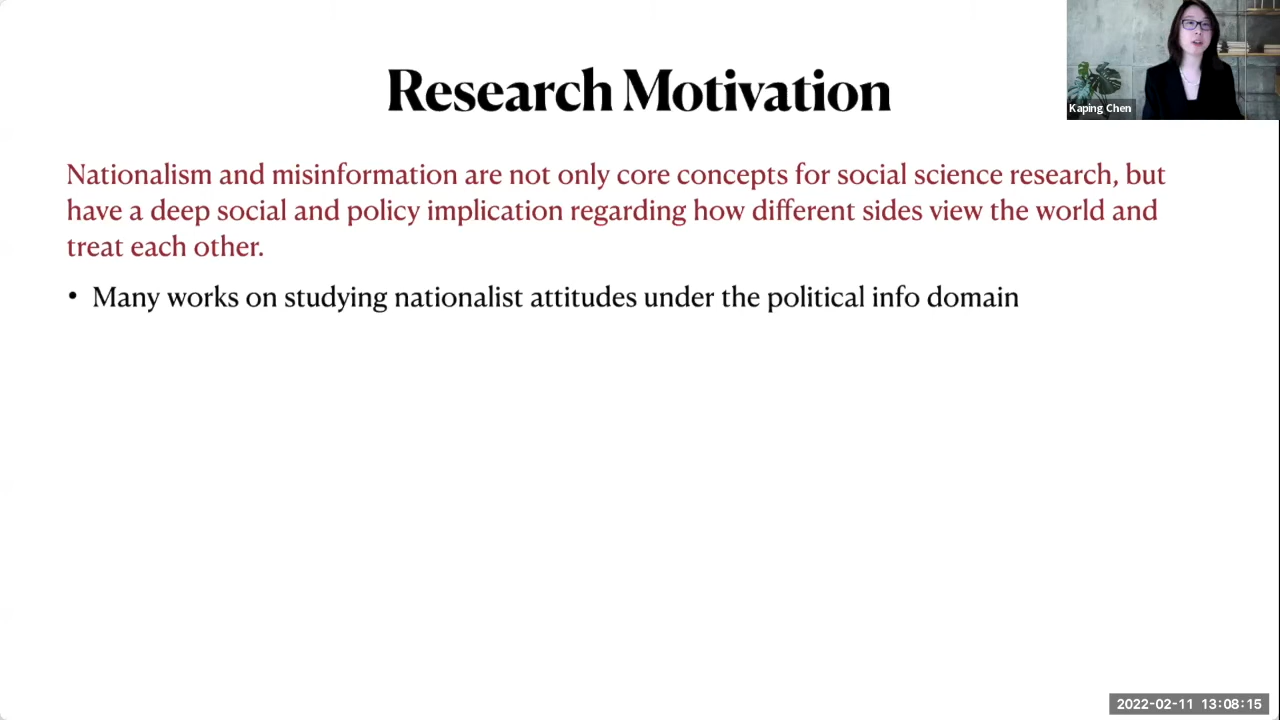 Research Motivation
Kaping Chen
Nationalism and misinformation are not only core concepts for social science research, but
have a deep social and policy implication regarding how different sides view the world and
treat each other.
• Many works on studying nationalist attitudes under the political info domain
2022-02-11 13:08:15